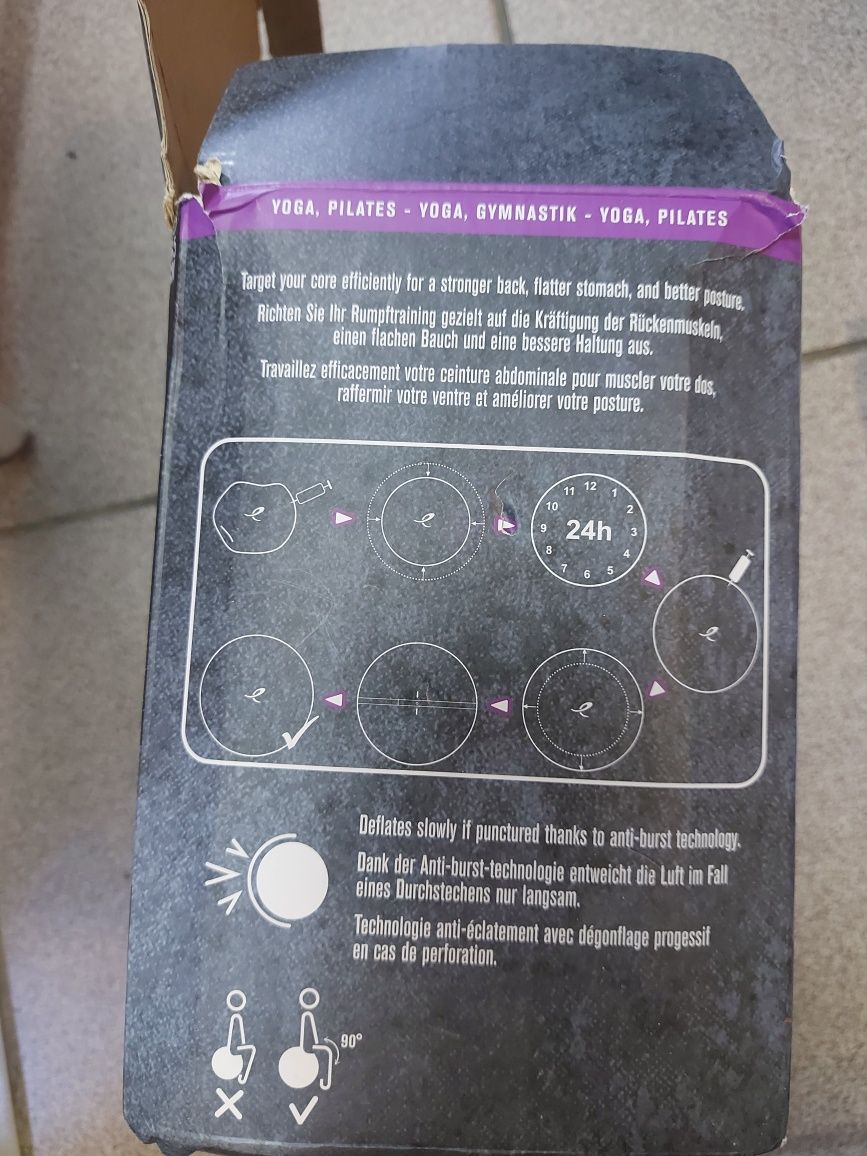 YOGA, PILATES - YOGA, GYMNASTIK - YOGA, PILATES
Target your core efficiently for a stronger back, flatter stomach, and better posture.
Richten Sie Ihr Rumpftraining gezielt auf die Kräftigung der Rückenmuskeln,
einen flachen Bauch und eine bessere Haltung aus.
Travaillez efficacement votre ceinture abdominale pour muscler votre dos,
raffermir votre ventre et améliorer votre posture.
12
1
2
3
4
5
6
7
8
9
10
11
24h
Deflates slowly if punctured thanks to anti-burst technology.
Dank der Anti-burst-technologie entweicht die Luft im Fall
eines Durchstechens nur langsam.
Technologie anti-éclatement avec dégonflage progessif
en cas de perforation.
90°